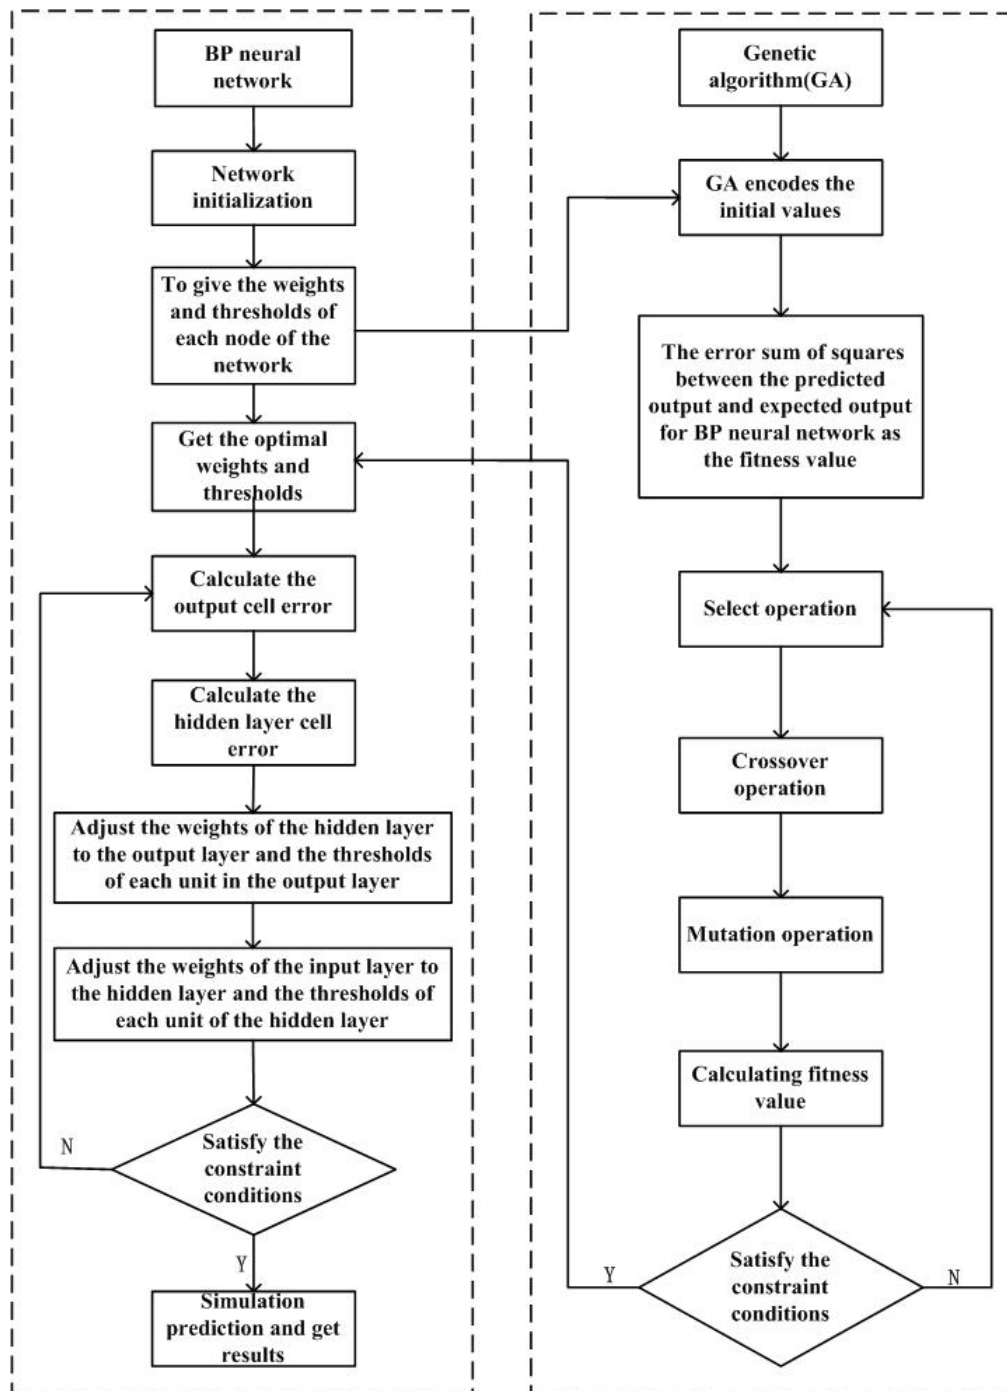 BP neural
network
Network
initialization
To give the weights
and thresholds of
each node of the
network
Get the optimal
weights and
thresholds
Calculate the
output cell error
Calculate the
hidden layer cell
error
Adjust the weights of the hidden layer
to the output layer and the thresholds
of each unit in the output layer
Adjust the weights of the input layer to
the hidden layer and the thresholds of
each unit of the hidden layer
N
Satisfy the
constraint
conditions
Y
Simulation
prediction and get
results
Genetic
algorithm(GA)
GA encodes the
initial values
The error sum of squares
between the predicted
output and expected output
for BP neural network as
the fitness value
Select operation
Crossover
operation
Mutation operation
Calculating fitness
value
Y
Satisfy the
constraint
conditions
N